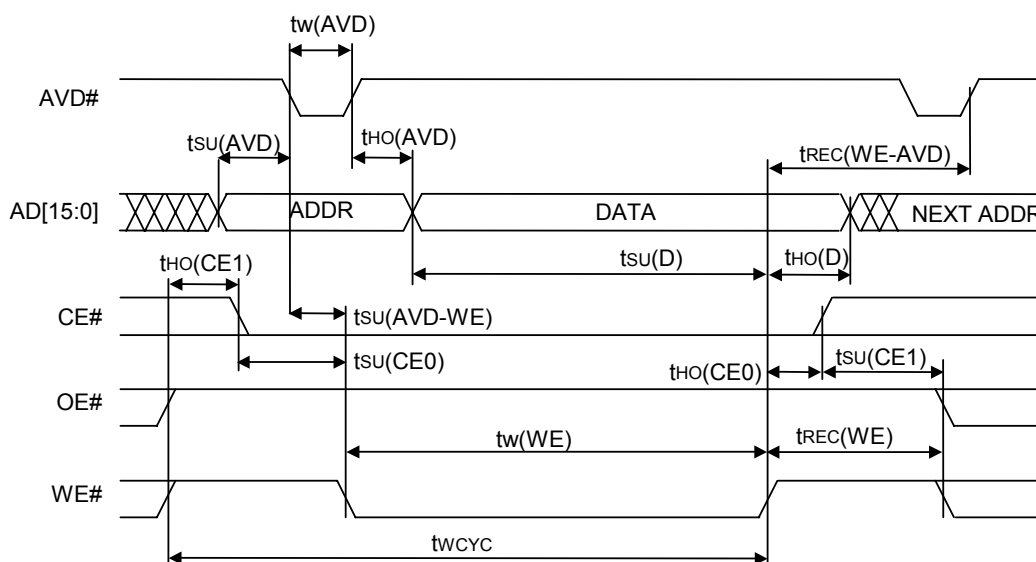 tw(AVD)
AVD#
tSU(AVD)
tHO(AVD)
tREC(WE-AVD)
AD[15:0]
ADDR
DATA
NEXT ADDR
tHO(CE1)
tSU(D)
tHO(D)
CE#
tSU(AVD-WE)
tSU(CE0)
tHO(CE0)
tSU(CE1)
OE#
tw(WE)
tREC(WE)
WE#
tWCYC